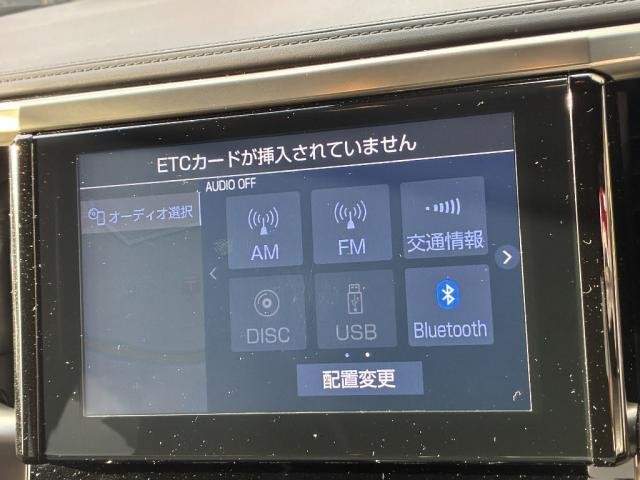 ETCカードが挿入されていません
AUDIO OFF
オーディオ選択
AM
FM
交通情報
DISC
USB
Bluetooth
配置変更